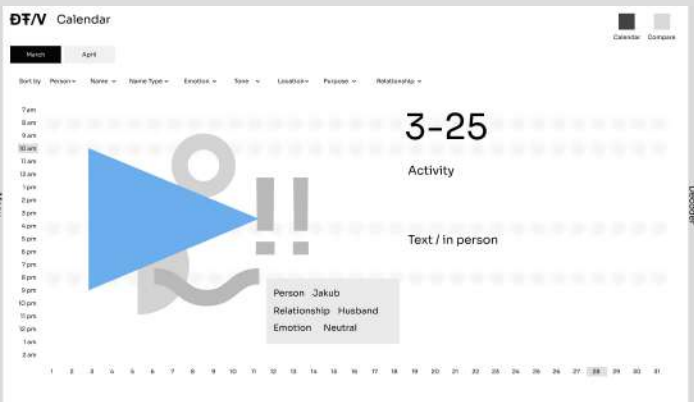 ĐŦ/V Calendar
Calendar Compare
March April
Sort by Person Name Name Type Emotion Tone Location Purpose Relationship
7 am
8 am
9 am
10 am
11 am
12 am
1 pm
2 pm
3 pm
4 pm
5 pm
6 pm
7 pm
8 pm
9 pm
10 pm
11 pm
12 pm
1 am
2 am
3-25
Activity
!!
Text / in person
Person Jakub
Relationship Husband
Emotion Neutral
1 2 3 4 5 6 7 8 9 10 11 12 13 14 15 16 17 18 19 20 21 22 23 24 25 26 27 28 29 30 31
Decoder